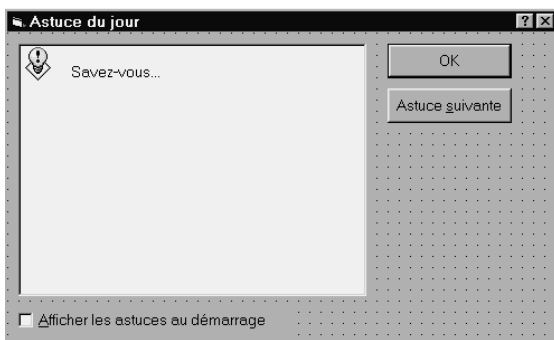 Astuce du jour
Savez-vous...
OK
Astuce suivante
Afficher les astuces au démarrage